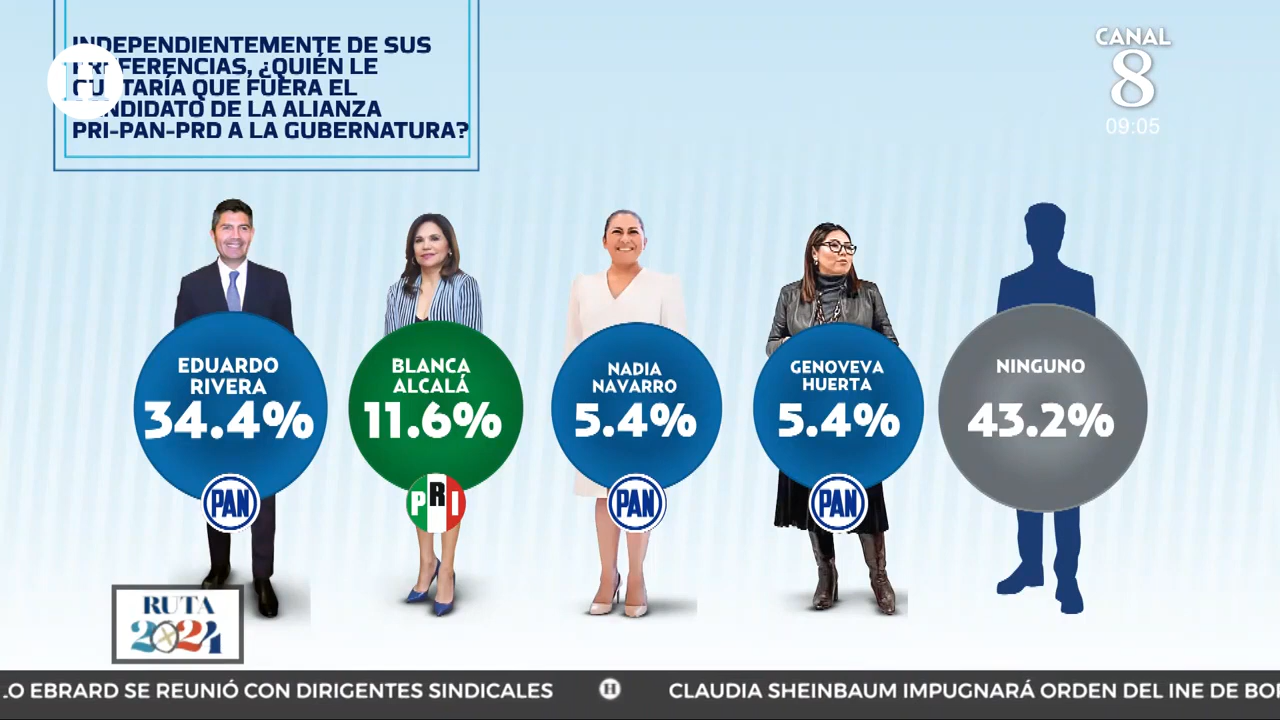 INDEPENDIENTEMENTE DE SUS
PREFERENCIAS, ¿QUIÉN LE
GUSTARÍA QUE FUERA EL
CANDIDATO DE LA ALIANZA
PRI-PAN-PRD A LA GUBERNATURA?
H
CANAL
8
09:05
EDUARDO
RIVERA
34.4%
PAN
BLANCA
ALCALÁ
11.6%
PRI
NADIA
NAVARRO
5.4%
PAN
GENOVEVA
HUERTA
5.4%
PAN
NINGUNO
43.2%
RUTA
2024
LO EBRARD SE REUNIÓ CON DIRIGENTES SINDICALES H CLAUDIA SHEINBAUM IMPUGNARÁ ORDEN DEL INE DE